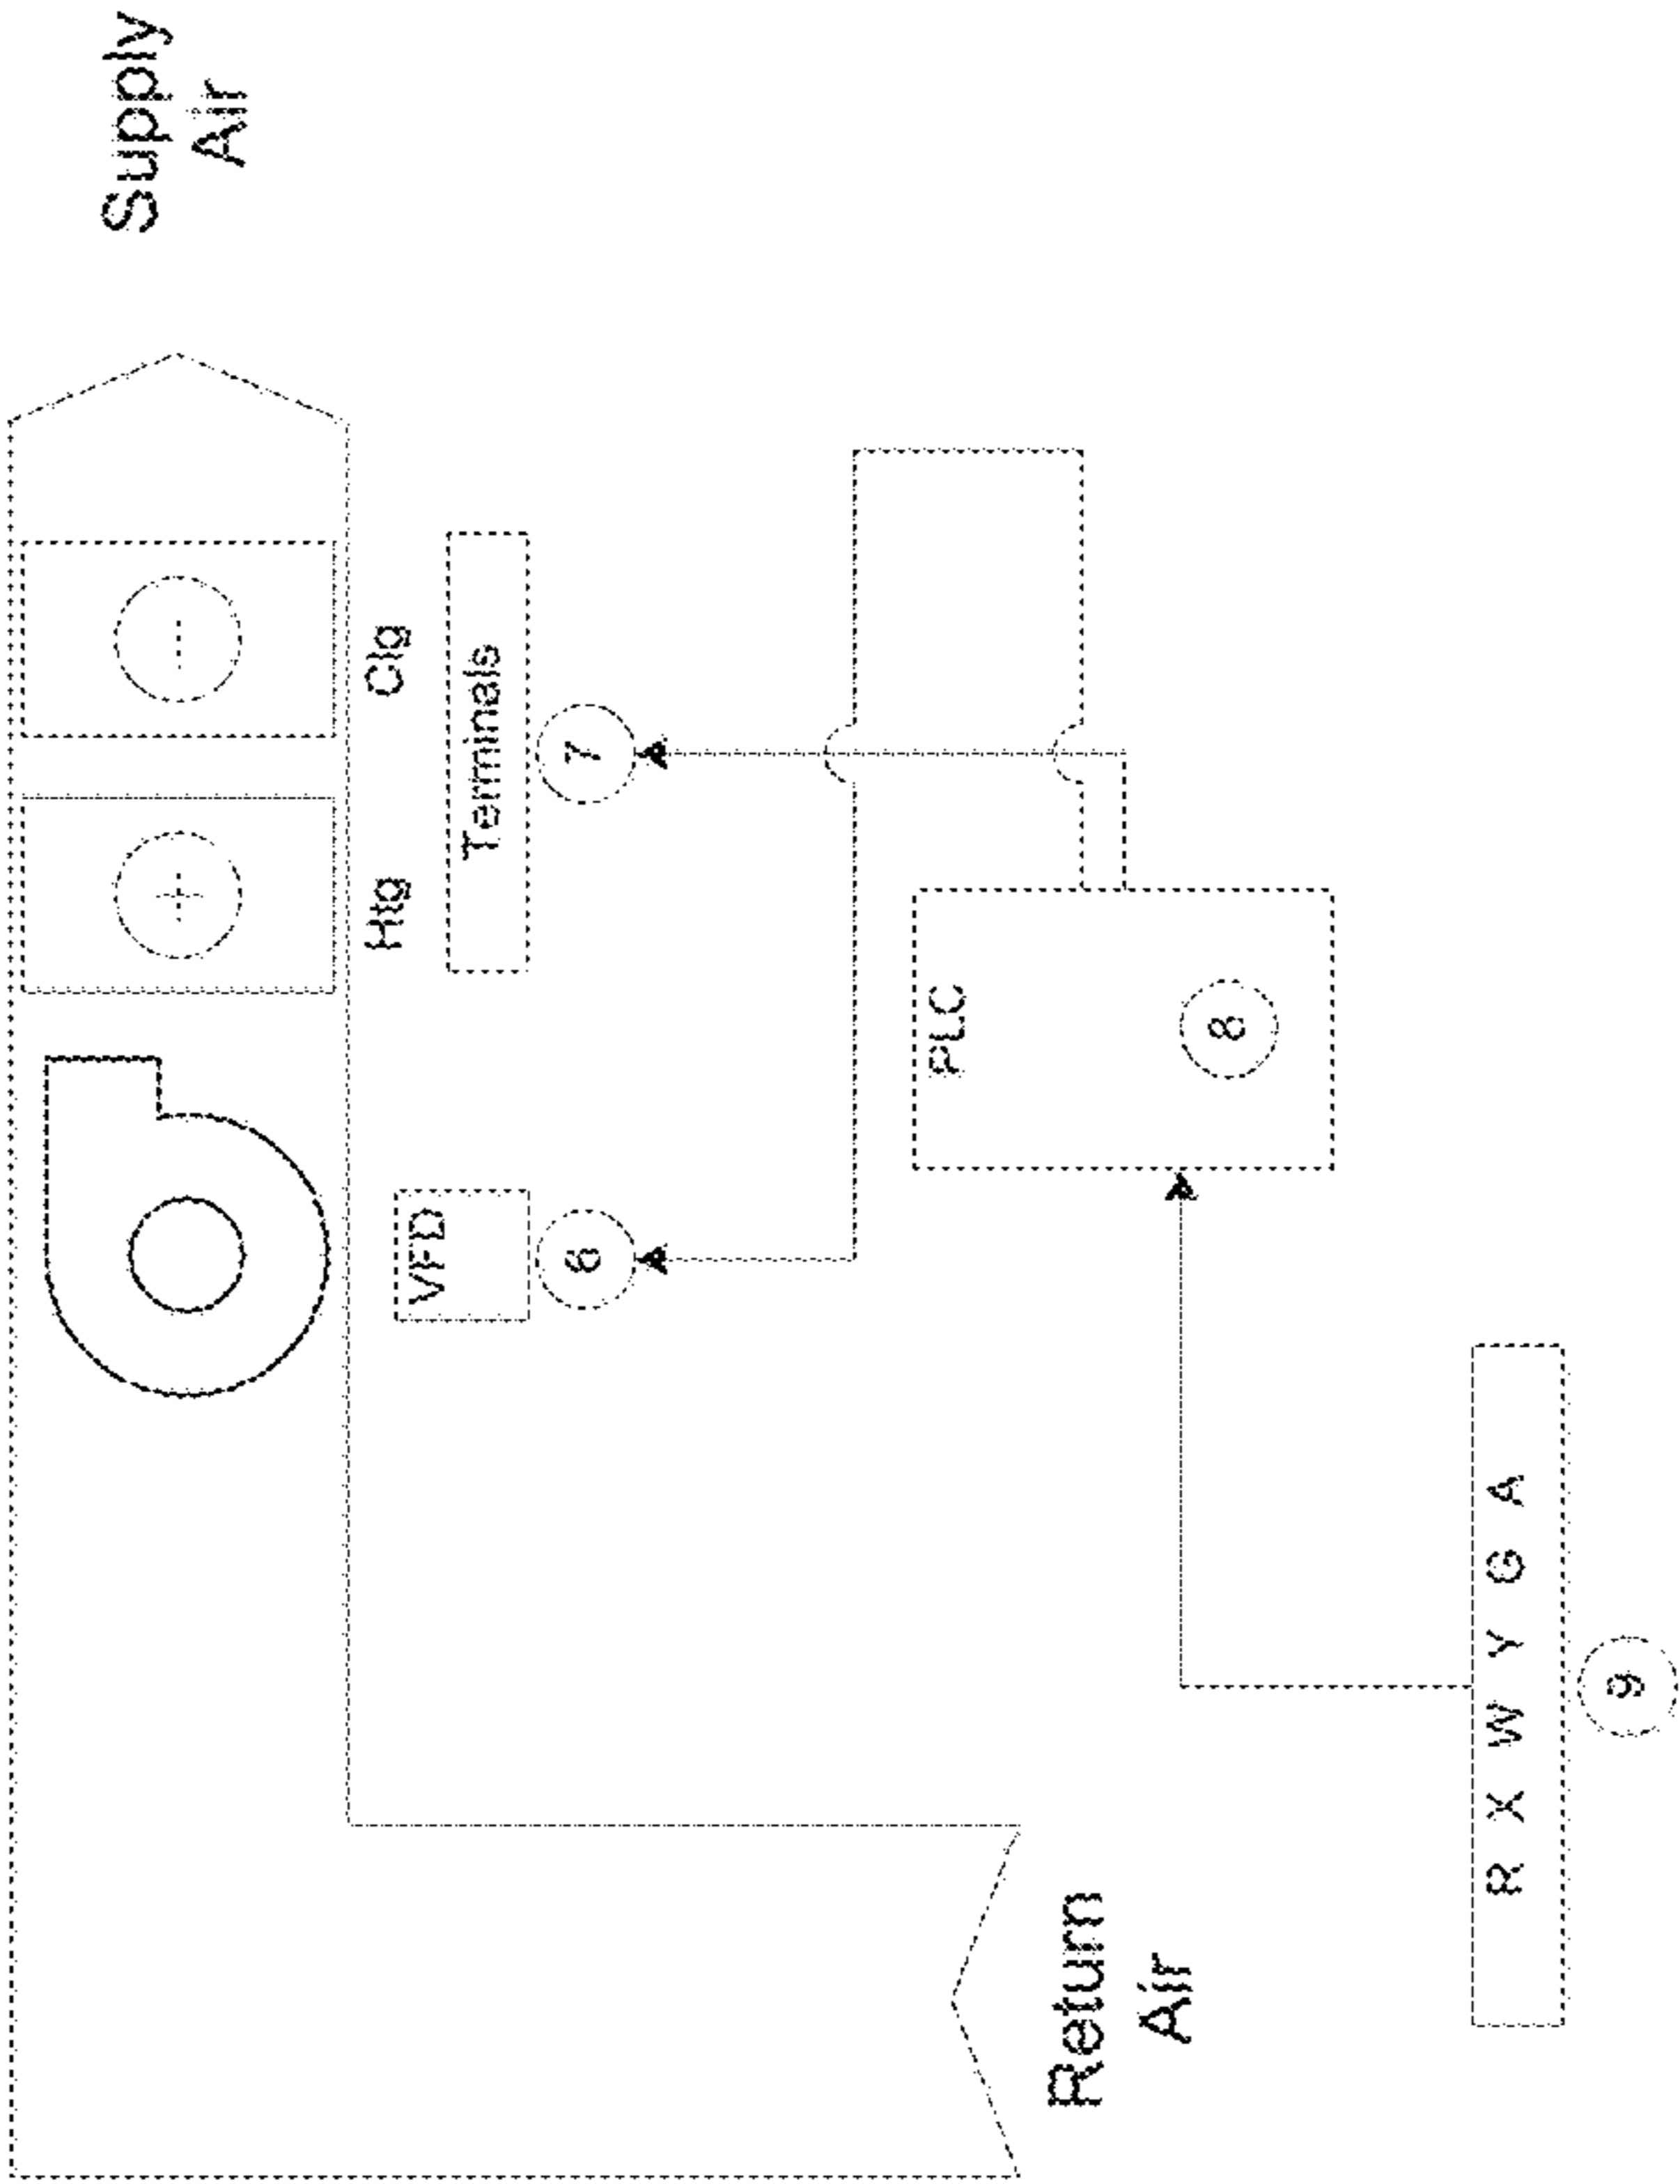 Supply
Air
Htg
Clg
VFD
Terminals
6
7
PLC
8
Return
Air
R X W Y G A
9